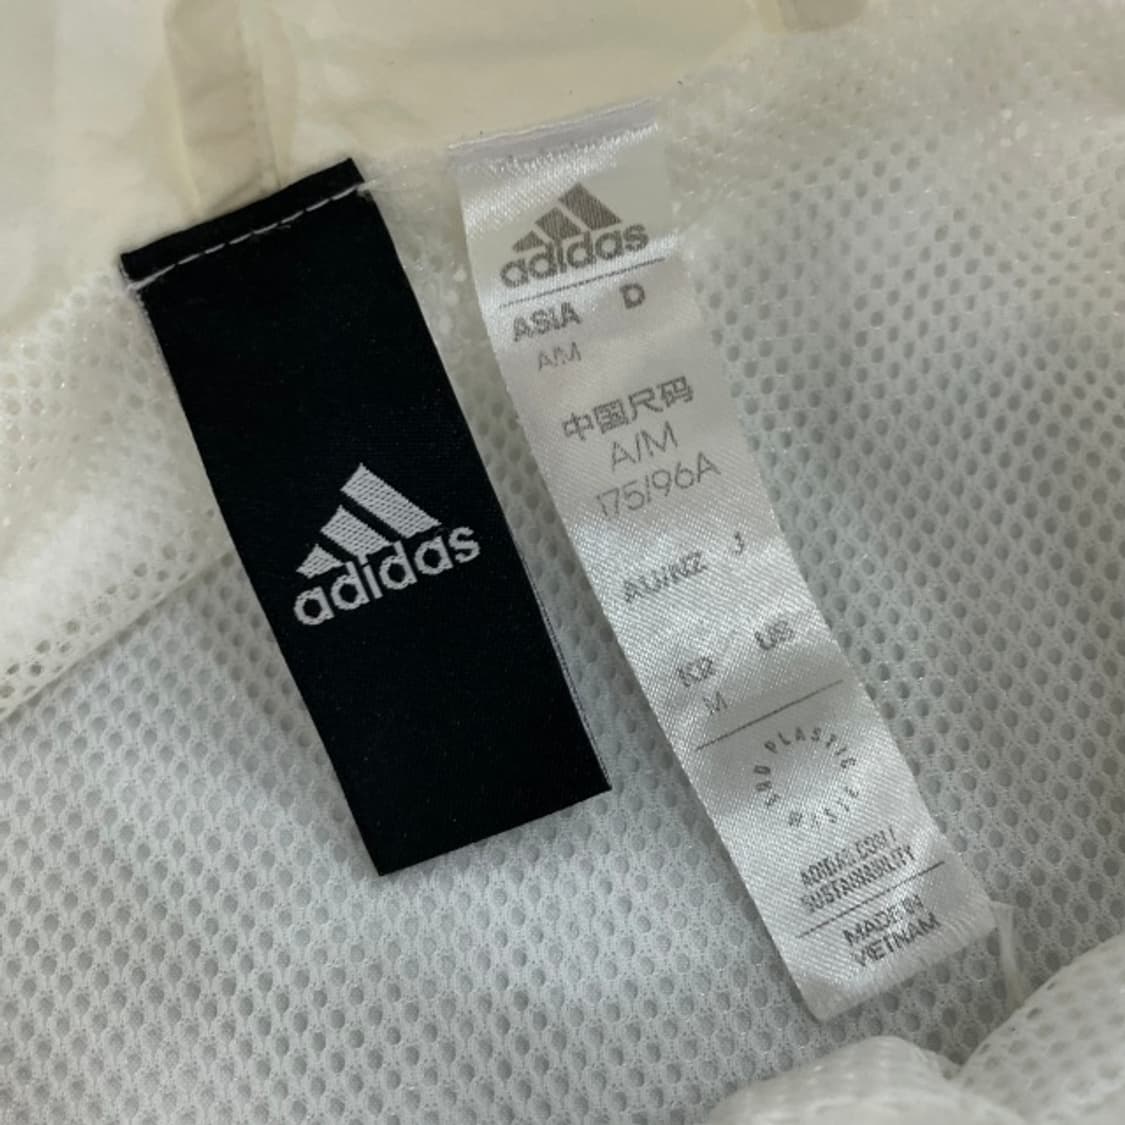 adidas
adidas
ASIA D
A/M
中国尺码
A/M
175/96A
AU/NZ J
KR US
M
END PLASTIC WASTE
ADIDAS.COM/
SUSTAINABILITY
MADE IN
VIETNAM